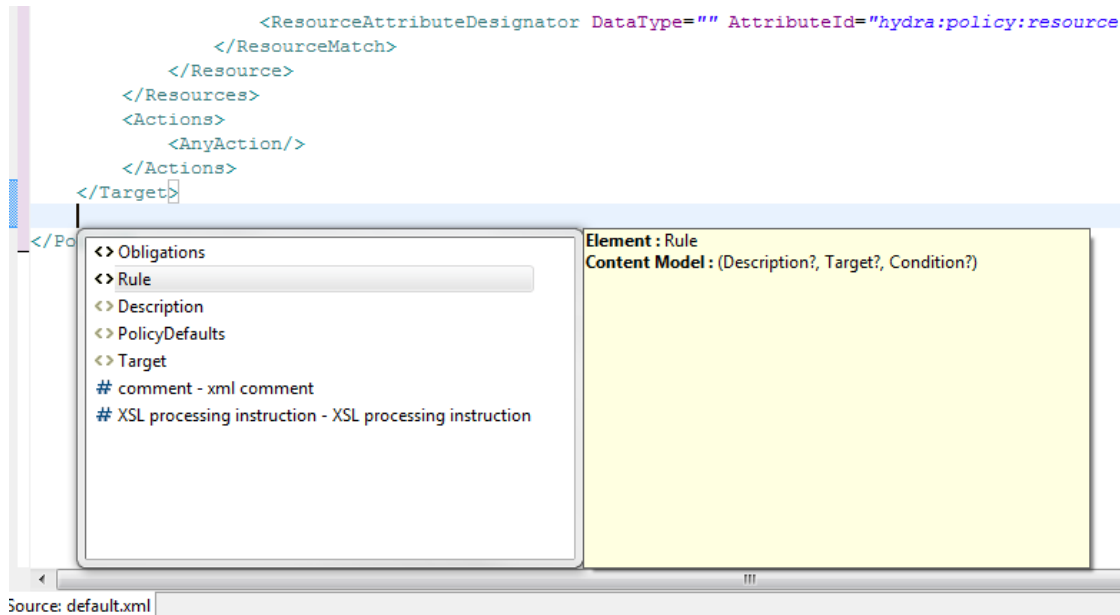 <ResourceAttributeDesignator DataType="" AttributeId="hydra:policy:resource
</ResourceMatch>
</Resource>
</Resources>
<Actions>
<AnyAction/>
</Actions>
</Target>
</Po
<> Obligations
<> Rule
<> Description
<> PolicyDefaults
<> Target
# comment - xml comment
# XSL processing instruction - XSL processing instruction
Element : Rule
Content Model : (Description?, Target?, Condition?)
Source: default.xml